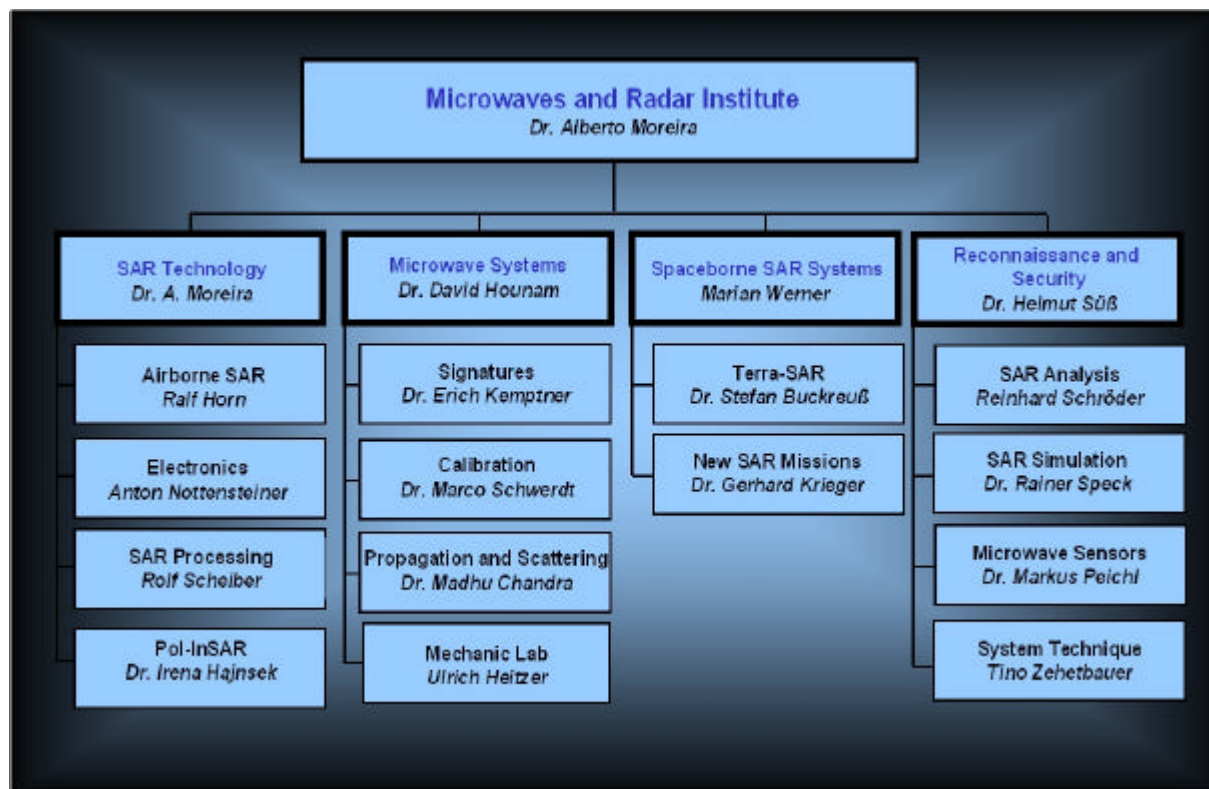 Microwaves and Radar Institute
Dr. Alberto Moreira
SAR Technology
Dr. A. Moreira
Airborne SAR
Ralf Horn
Electronics
Anton Nottensteiner
SAR Processing
Rolf Scheiber
Pol-InSAR
Dr. Irena Hajnsek
Microwave Systems
Dr. David Hounam
Signatures
Dr. Erich Kemptner
Calibration
Dr. Marco Schwerdt
Propagation and Scattering
Dr. Madhu Chandra
Mechanic Lab
Ulrich Heitzer
Spaceborne SAR Systems
Marian Werner
Terra-SAR
Dr. Stefan Buckreuß
New SAR Missions
Dr. Gerhard Krieger
Reconnaissance and
Security
Dr. Helmut Süß
SAR Analysis
Reinhard Schröder
SAR Simulation
Dr. Rainer Speck
Microwave Sensors
Dr. Markus Peichl
System Technique
Tino Zehetbauer